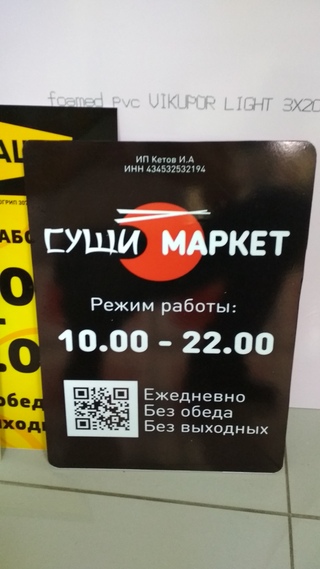 foamed pvc VIKUPOR LIGHT
ИП Кетов И.А
ИНН 434532532194
СУШИ МАРКЕТ
Режим работы:
10.00 - 22.00
Ежедневно
Без обеда
Без выходных